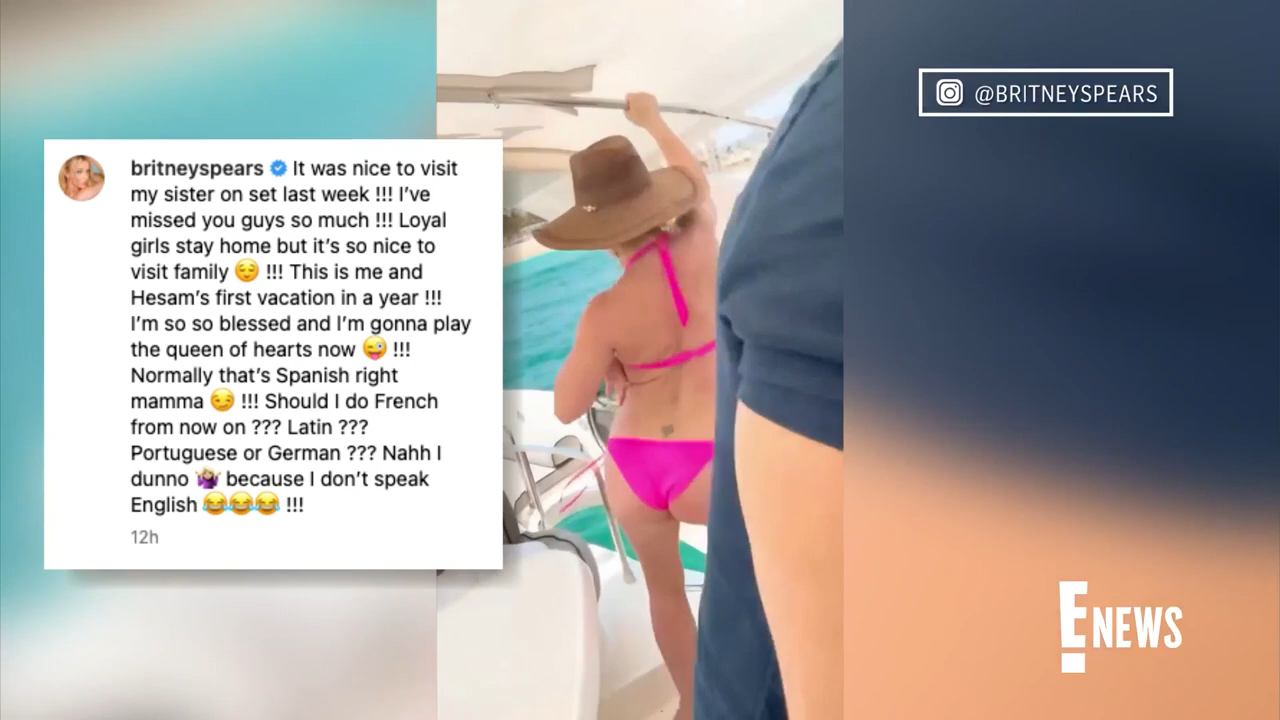 britneyspears It was nice to visit
my sister on set last week !!! I've
missed you guys so much !!! Loyal
girls stay home but it's so nice to
visit family 😌 !!! This is me and
Hesam's first vacation in a year !!!
I'm so so blessed and I'm gonna play
the queen of hearts now 😜 !!!
Normally that's Spanish right
mamma 😏 !!! Should I do French
from now on ??? Latin ???
Portuguese or German ??? Nahh I
dunno 🤷🏼‍♀️ because I don't speak
English 😂😂😂 !!!
12h
@BRITNEYSPEARS
E! NEWS